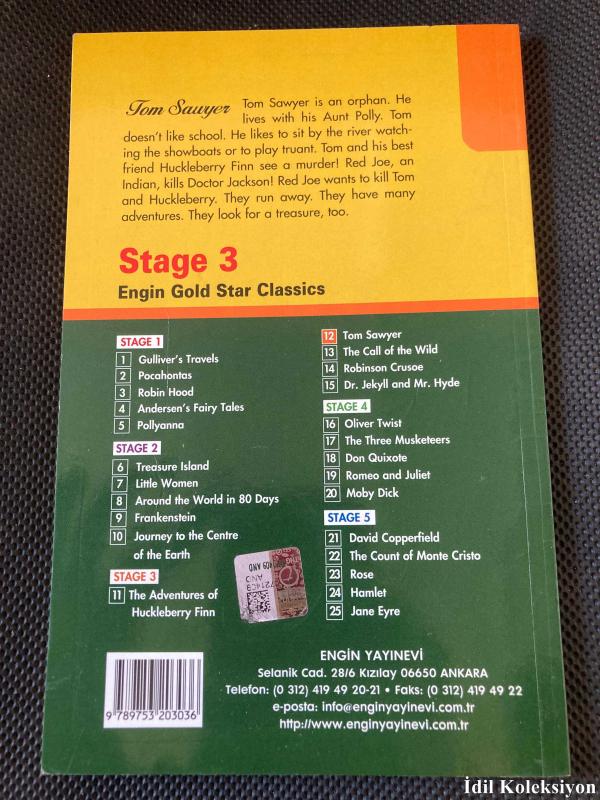 Tom Sawyer Tom Sawyer is an orphan. He
lives with his Aunt Polly. Tom
doesn't like school. He likes to sit by the river watch-
ing the showboats or to play truant. Tom and his best
friend Huckleberry Finn see a murder! Red Joe, an
Indian, kills Doctor Jackson! Red Joe wants to kill Tom
and Huckleberry. They run away. They have many
adventures. They look for a treasure, too.
Stage 3
Engin Gold Star Classics
STAGE 1
1 Gulliver's Travels
2 Pocahontas
3 Robin Hood
4 Andersen's Fairy Tales
5 Pollyanna
STAGE 2
6 Treasure Island
7 Little Women
8 Around the World in 80 Days
9 Frankenstein
10 Journey to the Centre
of the Earth
STAGE 3
11 The Adventures of
Huckleberry Finn
12 Tom Sawyer
13 The Call of the Wild
14 Robinson Crusoe
15 Dr. Jekyll and Mr. Hyde
STAGE 4
16 Oliver Twist
17 The Three Musketeers
18 Don Quixote
19 Romeo and Juliet
20 Moby Dick
STAGE 5
21 David Copperfield
22 The Count of Monte Cristo
23 Rose
24 Hamlet
25 Jane Eyre
ENGİN YAYINEVİ
Selanik Cad. 28/6 Kızılay 06650 ANKARA
Telefon: (0 312) 419 49 20-21 • Faks: (0 312) 419 49 22
e-posta: info@enginyayinevi.com.tr
http://www.enginyayinevi.com.tr
9 789753 203036
İdil Koleksiyon